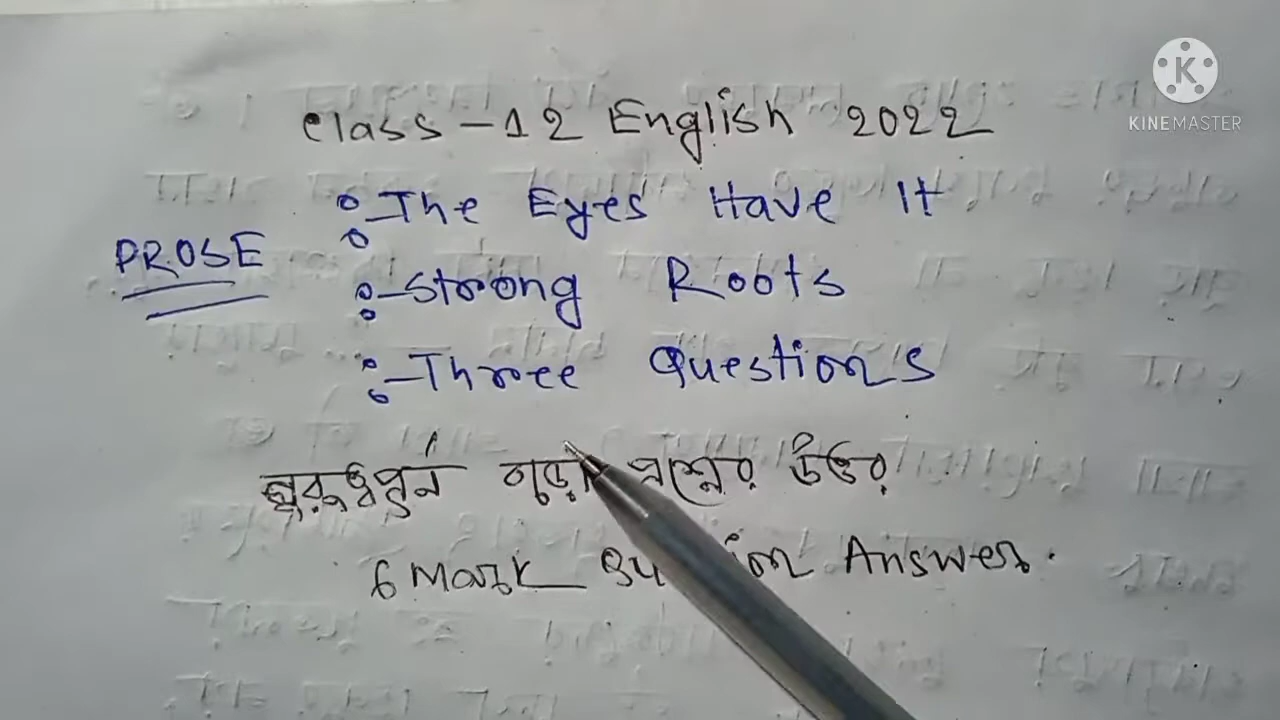 Class - 12 English 2022
The Eyes Have It
PROSE
Strong Roots
Three Questions
গুরুত্বপূর্ন প্রশ্নের উত্তর
6 Mark Answer.
K
KINEMASTER